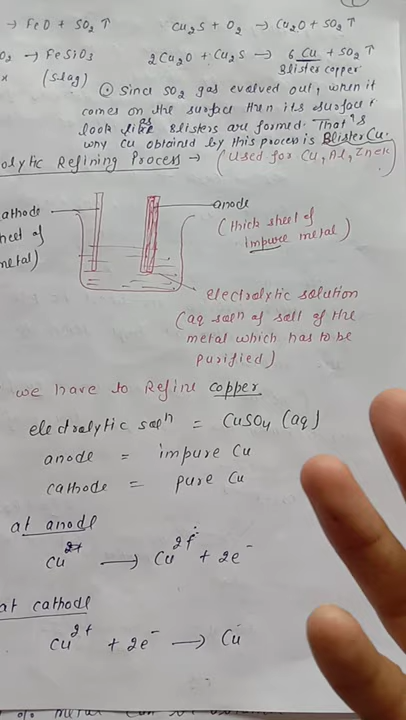 → FeO + SO2 ↑ Cu2S + O2 → Cu2O + SO2 ↑
O2 → FeSiO3 2Cu2O + Cu2S → 6 Cu + SO2 ↑
(Slag) Blister copper
⊙ Since SO2 gas evolved out, when it
comes on the surface then its surface
look like as Blisters are formed. That's
why Cu obtained by this process is Blister Cu.
olytic Refining Process → (Used for Cu, Al, Zn etc)
athode anode
heet of (thick sheet of
metal) impure metal)
electrolytic solution
(aq soln of salt of the
metal which has to be
purified)
we have to Refine copper
electrolytic soln = CuSO4 (aq)
anode = impure Cu
cathode = pure Cu
at anode
Cu → Cu2+ + 2e-
at cathode
Cu2+ + 2e- → Cu